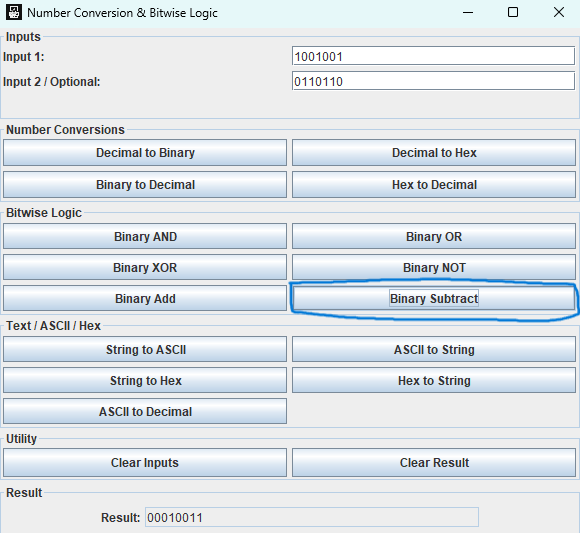 Number Conversion & Bitwise Logic
Inputs
Input 1: 1001001
Input 2 / Optional: 0110110
Number Conversions
Decimal to Binary Decimal to Hex
Binary to Decimal Hex to Decimal
Bitwise Logic
Binary AND Binary OR
Binary XOR Binary NOT
Binary Add Binary Subtract
Text / ASCII / Hex
String to ASCII ASCII to String
String to Hex Hex to String
ASCII to Decimal
Utility
Clear Inputs Clear Result
Result
Result: 00010011